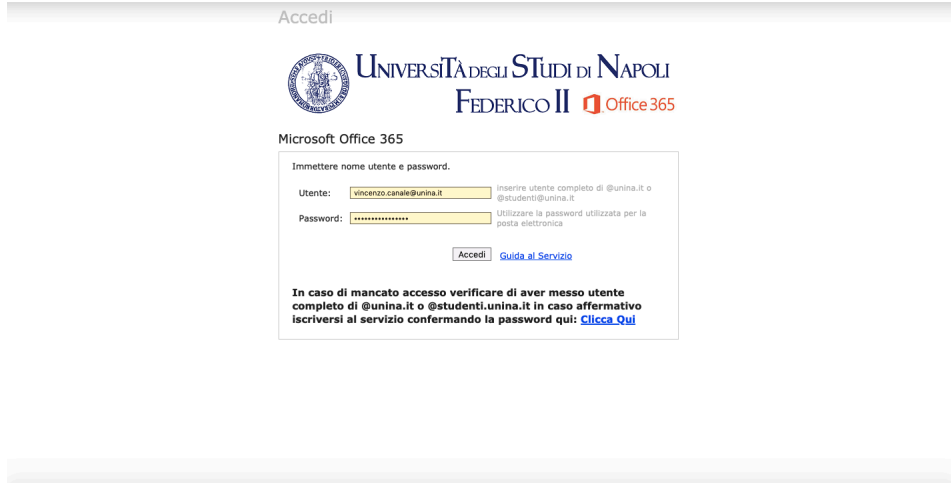 Accedi
UNIVERSITÀ DEGLI STUDI DI NAPOLI
FEDERICO II Office 365
Microsoft Office 365
Immettere nome utente e password.
Utente: vincenzo.canale@unina.it inserire utente completo di @unina.it o
@studenti@unina.it
Password: •••••••••••••••• Utilizzare la password utilizzata per la
posta elettronica
Accedi Guida al Servizio
In caso di mancato accesso verificare di aver messo utente
completo di @unina.it o @studenti.unina.it in caso affermativo
iscriversi al servizio confermando la password qui: Clicca Qui